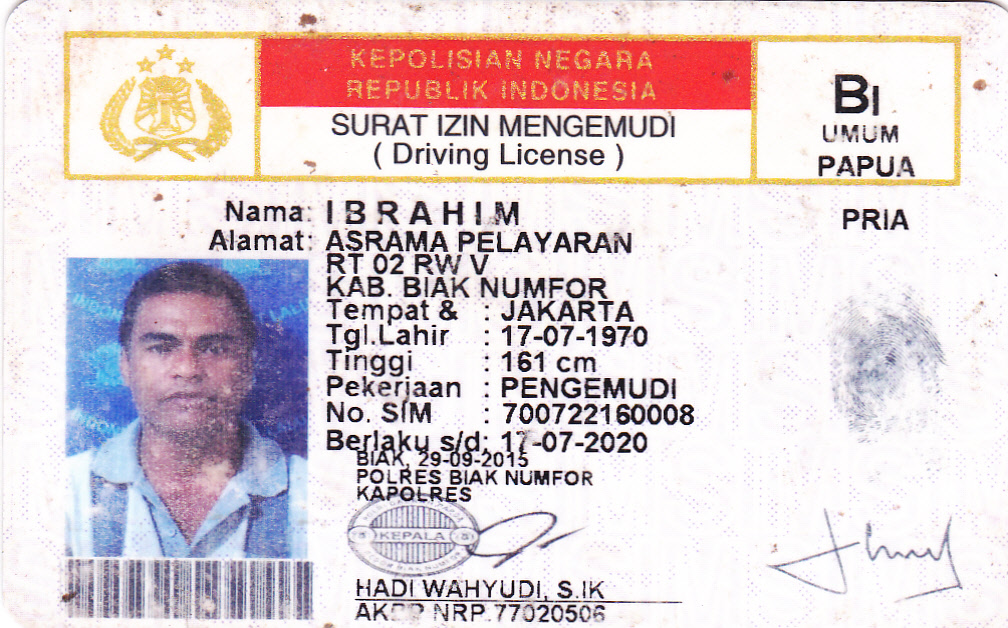 KEPOLISIAN NEGARA
REPUBLIK INDONESIA
SURAT IZIN MENGEMUDI
( Driving License )
BI
UMUM
PAPUA
Nama: IBRAHIM
PRIA
Alamat: ASRAMA PELAYARAN
RT 02 RW V
KAB. BIAK NUMFOR
Tempat & : JAKARTA
Tgl.Lahir : 17-07-1970
Tinggi : 161 cm
Pekerjaan : PENGEMUDI
No. SIM : 700722160008
Berlaku s/d: 17-07-2020
BIAK, 29-09-2015
POLRES BIAK NUMFOR
KAPOLRES
KEPALA
HADI WAHYUDI, S.IK
AKBP NRP.77020506